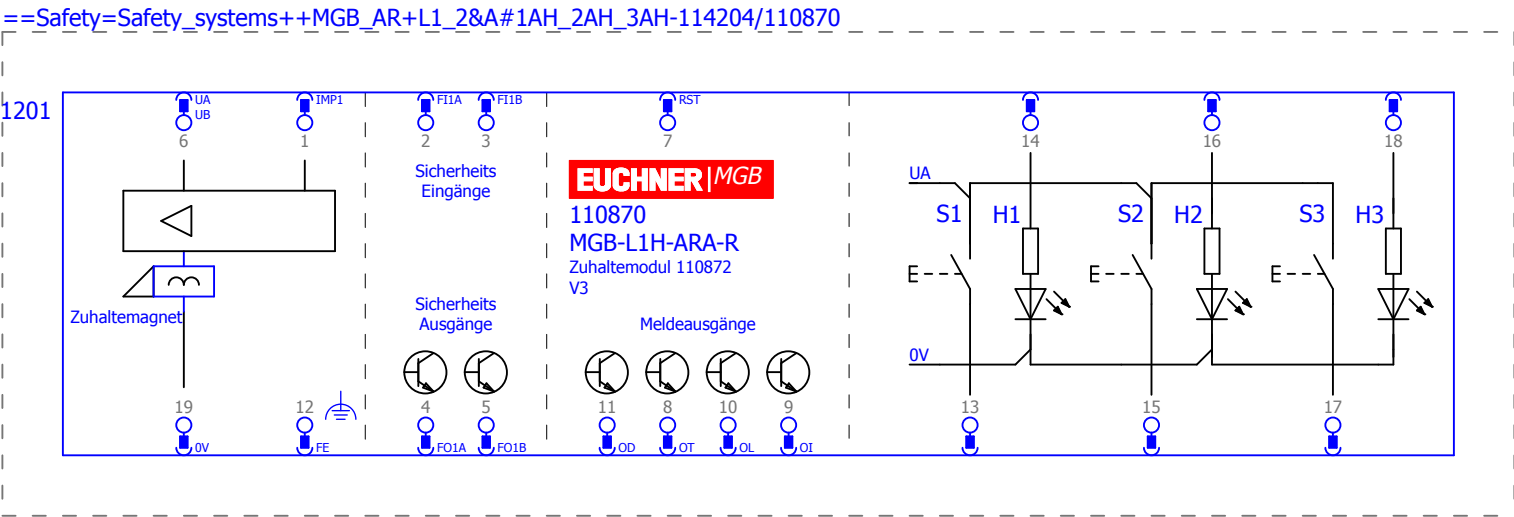 ==Safety=Safety_systems++MGB_AR+L1_2&A#1AH_2AH_3AH-114204/110870
1201
UA
UB
IMP1
FI1A
FI1B
RST
6
1
2
3
7
14
16
18
Sicherheits
Eingänge
EUCHNER|MGB
110870
MGB-L1H-ARA-R
Zuhaltemodul 110872
V3
UA
S1
H1
S2
H2
S3
H3
Zuhaltemagnet
Sicherheits
Ausgänge
Meldeausgänge
0V
19
12
4
5
11
8
10
9
13
15
17
0V
FE
FO1A
FO1B
OD
OT
OL
OI